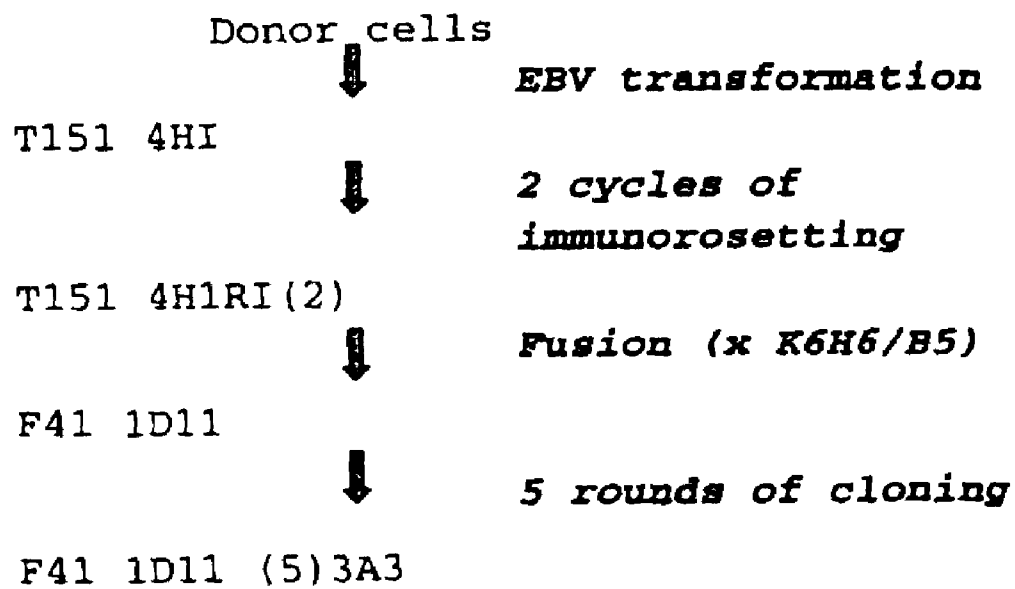 Donor cells
EBV transformation
T151 4HI
2 cycles of
immunorosetting
T151 4H1RI(2)
Fusion (x K6H6/B5)
F41 1D11
5 rounds of cloning
F41 1D11 (5)3A3